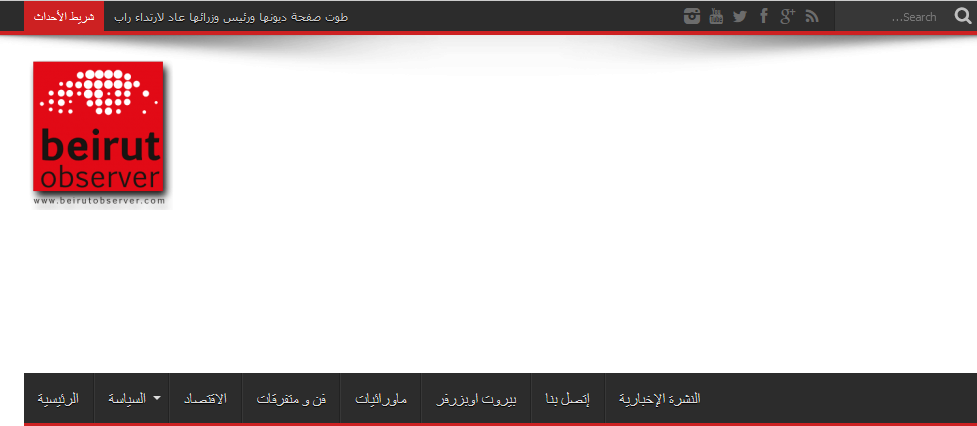 شريط الأحداث
طوت صفحة ديونها ورئيس وزرائها عاد لارتداء راب
Search...
beirut
observer
www.beirutobserver.com
الرئيسية
السياسة
الاقتصاد
فن و متفرقات
ماورائيات
بيروت اوبزرفر
إتصل بنا
النشرة الإخبارية